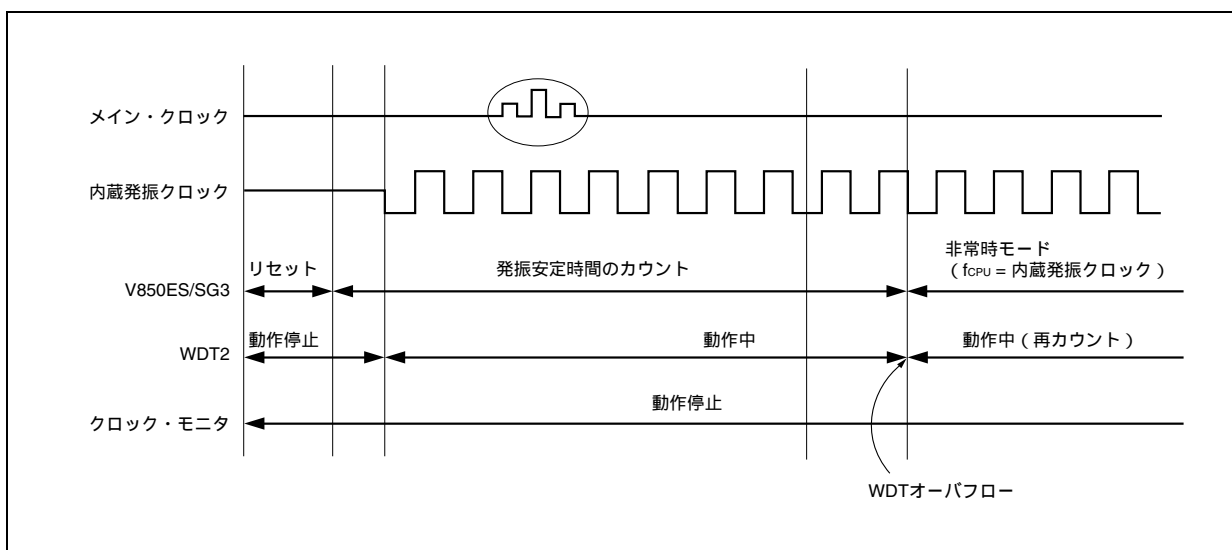 メイン・クロック
内蔵発振クロック
非常時モード
リセット
発振安定時間のカウント
（fCPU = 内蔵発振クロック）
V850ES/SG3
動作停止
動作中
動作中（再カウント）
WDT2
動作停止
クロック・モニタ
WDTオーバフロー